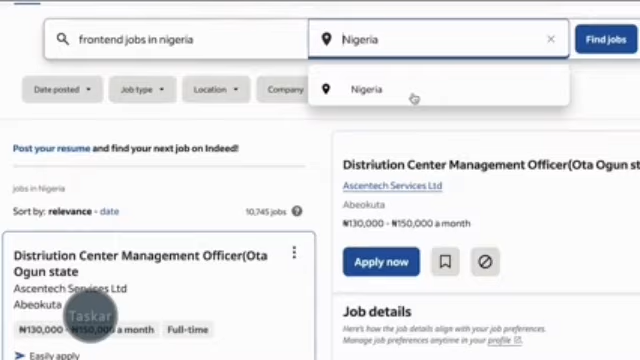 frontend jobs in nigeria
Nigeria
Find jobs
Nigeria
Date posted
Job type
Location
Company
Post your resume and find your next job on Indeed!
jobs in Nigeria
Sort by: relevance - date
10,745 jobs
Distriution Center Management Officer(Ota
Ogun state
Ascentech Services Ltd
Abeokuta
₦130,000 - ₦150,000 a month
Full-time
Easily apply
Taskar
Distriution Center Management Officer(Ota Ogun st
Ascentech Services Ltd
Abeokuta
₦130,000 - ₦150,000 a month
Apply now
Job details
Here's how the job details align with your job preferences.
Manage job preferences anytime in your profile